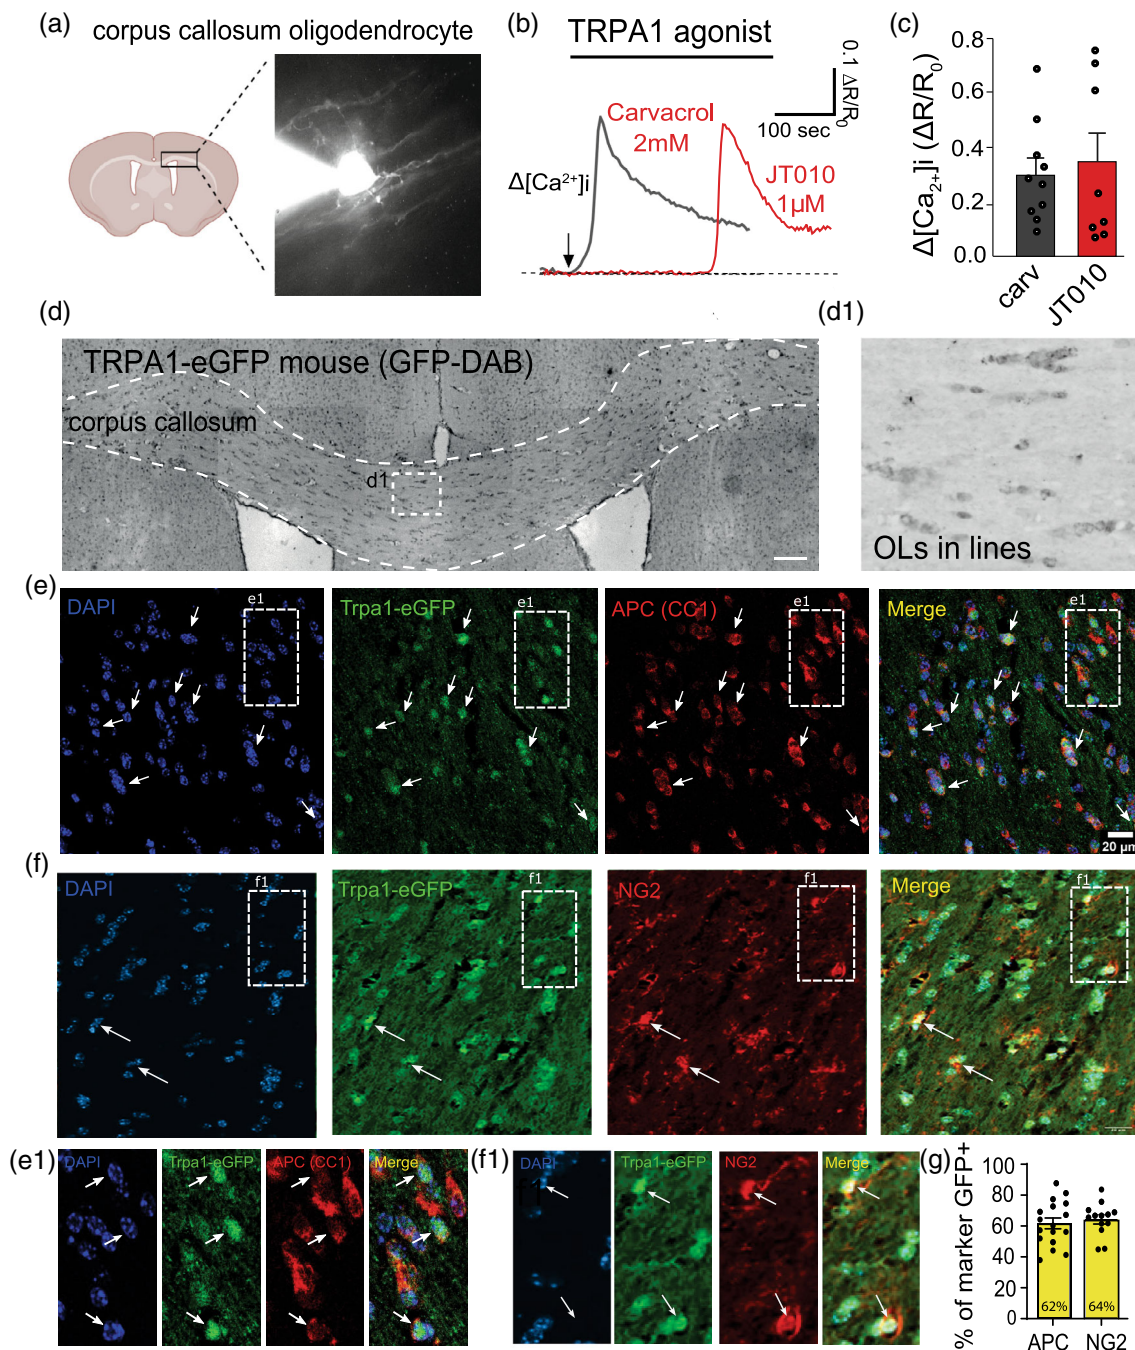 (a)
corpus callosum oligodendrocyte
(b)
TRPA1 agonist
0.1 ΔR/R0
100 sec
Carvacrol
2mM
Δ[Ca²⁺]i
JT010
1µM
(c)
Δ[Ca2+]i (ΔR/R0)
0.8
0.6
0.4
0.2
0.0
carv
JT010
(d)
TRPA1-eGFP mouse (GFP-DAB)
corpus callosum
d1
(d1)
OLs in lines
(e)
DAPI
e1
Trpa1-eGFP
e1
APC (CC1)
e1
Merge
e1
20 µm
(f)
DAPI
f1
Trpa1-eGFP
f1
NG2
f1
Merge
f1
(e1)
DAPI
Trpa1-eGFP
APC (CC1)
Merge
(f1)
DAPI
Trpa1-eGFP
NG2
Merge
(g)
% of marker GFP+
100
80
60
40
20
0
62%
64%
APC
NG2